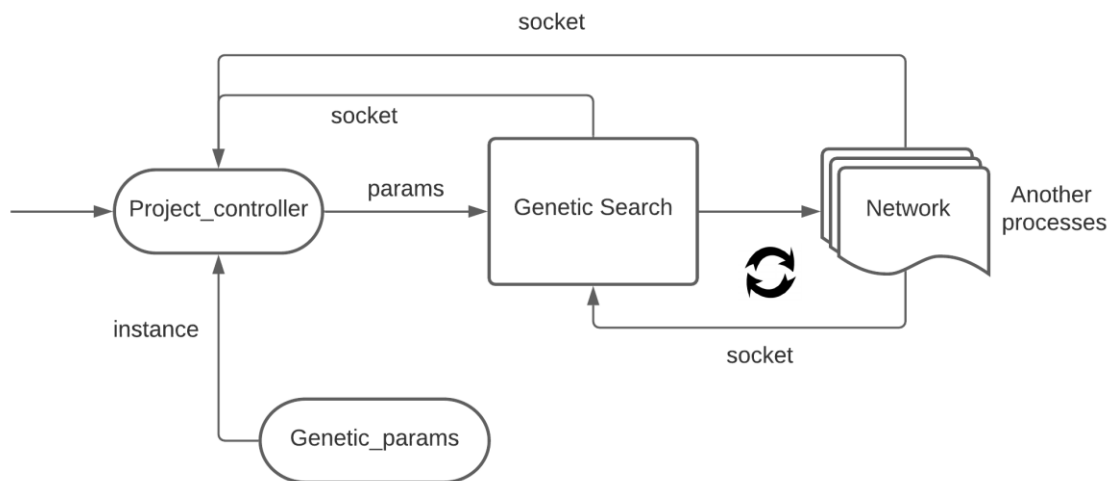 socket
socket
params
Project_controller
Genetic Search
Network
Another
processes
instance
socket
Genetic_params